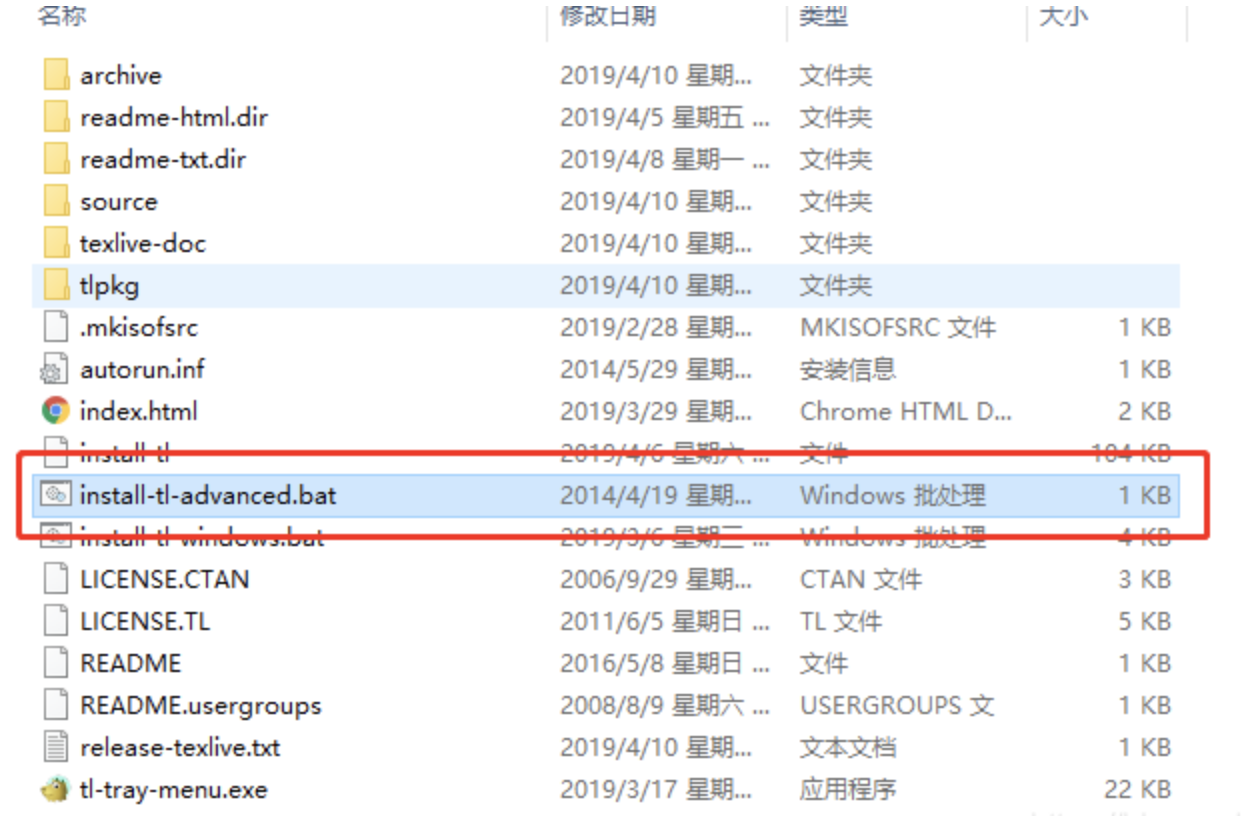 名称 修改日期 类型 大小
archive 2019/4/10 星期... 文件夹
readme-html.dir 2019/4/5 星期五 ... 文件夹
readme-txt.dir 2019/4/8 星期一 ... 文件夹
source 2019/4/10 星期... 文件夹
texlive-doc 2019/4/10 星期... 文件夹
tlpkg 2019/4/10 星期... 文件夹
.mkisofsrc 2019/2/28 星期... MKISOFSRC 文件 1 KB
autorun.inf 2014/5/29 星期... 安装信息 1 KB
index.html 2019/3/29 星期... Chrome HTML D... 2 KB
install-tl 2019/4/6 星期六 ... 文件 104 KB
install-tl-advanced.bat 2014/4/19 星期... Windows 批处理 1 KB
install-tl-windows.bat 2019/3/6 星期三 ... Windows 批处理 4 KB
LICENSE.CTAN 2006/9/29 星期... CTAN 文件 3 KB
LICENSE.TL 2011/6/5 星期日 ... TL 文件 5 KB
README 2016/5/8 星期日 ... 文件 1 KB
README.usergroups 2008/8/9 星期六 ... USERGROUPS 文 1 KB
release-texlive.txt 2019/4/10 星期... 文本文档 1 KB
tl-tray-menu.exe 2019/3/17 星期... 应用程序 22 KB